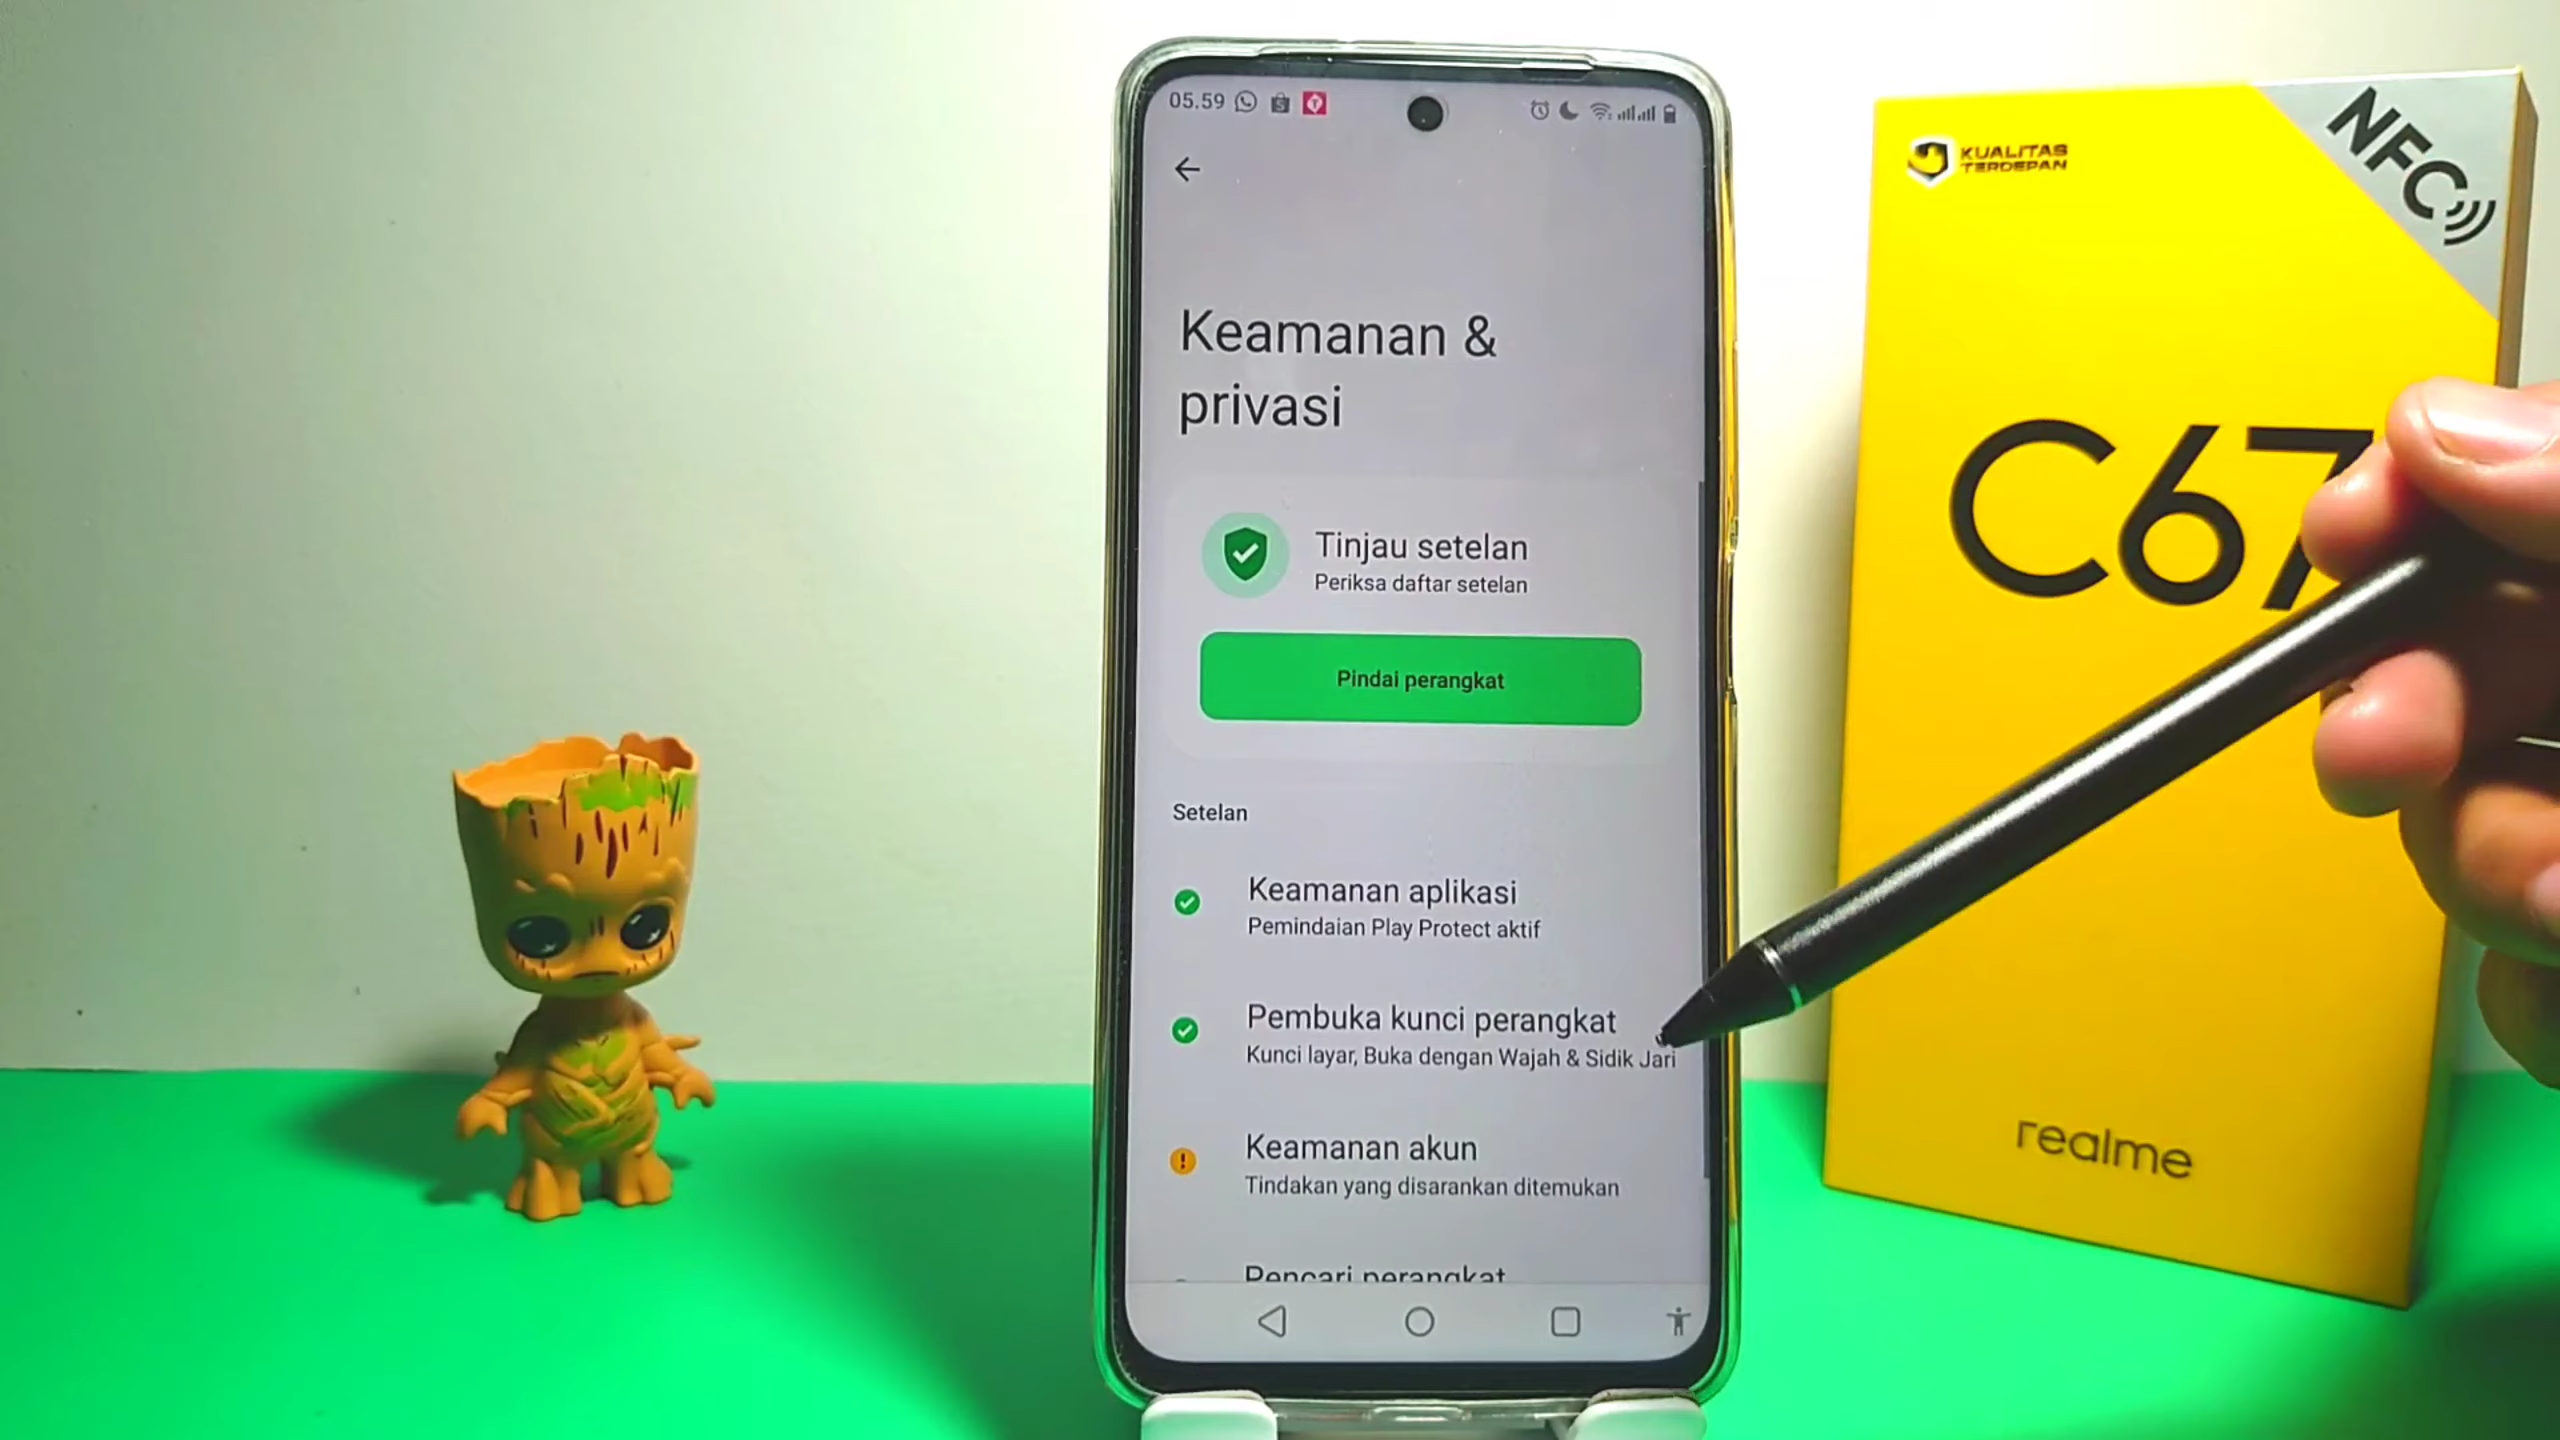 05.59
Keamanan &
privasi
Tinjau setelan
Periksa daftar setelan
Pindai perangkat
Setelan
Keamanan aplikasi
Pemindaian Play Protect aktif
Pembuka kunci perangkat
Kunci layar, Buka dengan Wajah & Sidik Jari
Keamanan akun
Tindakan yang disarankan ditemukan
Pencari perangkat
KUALITAS
TERDEPAN
NFC
C67
realme